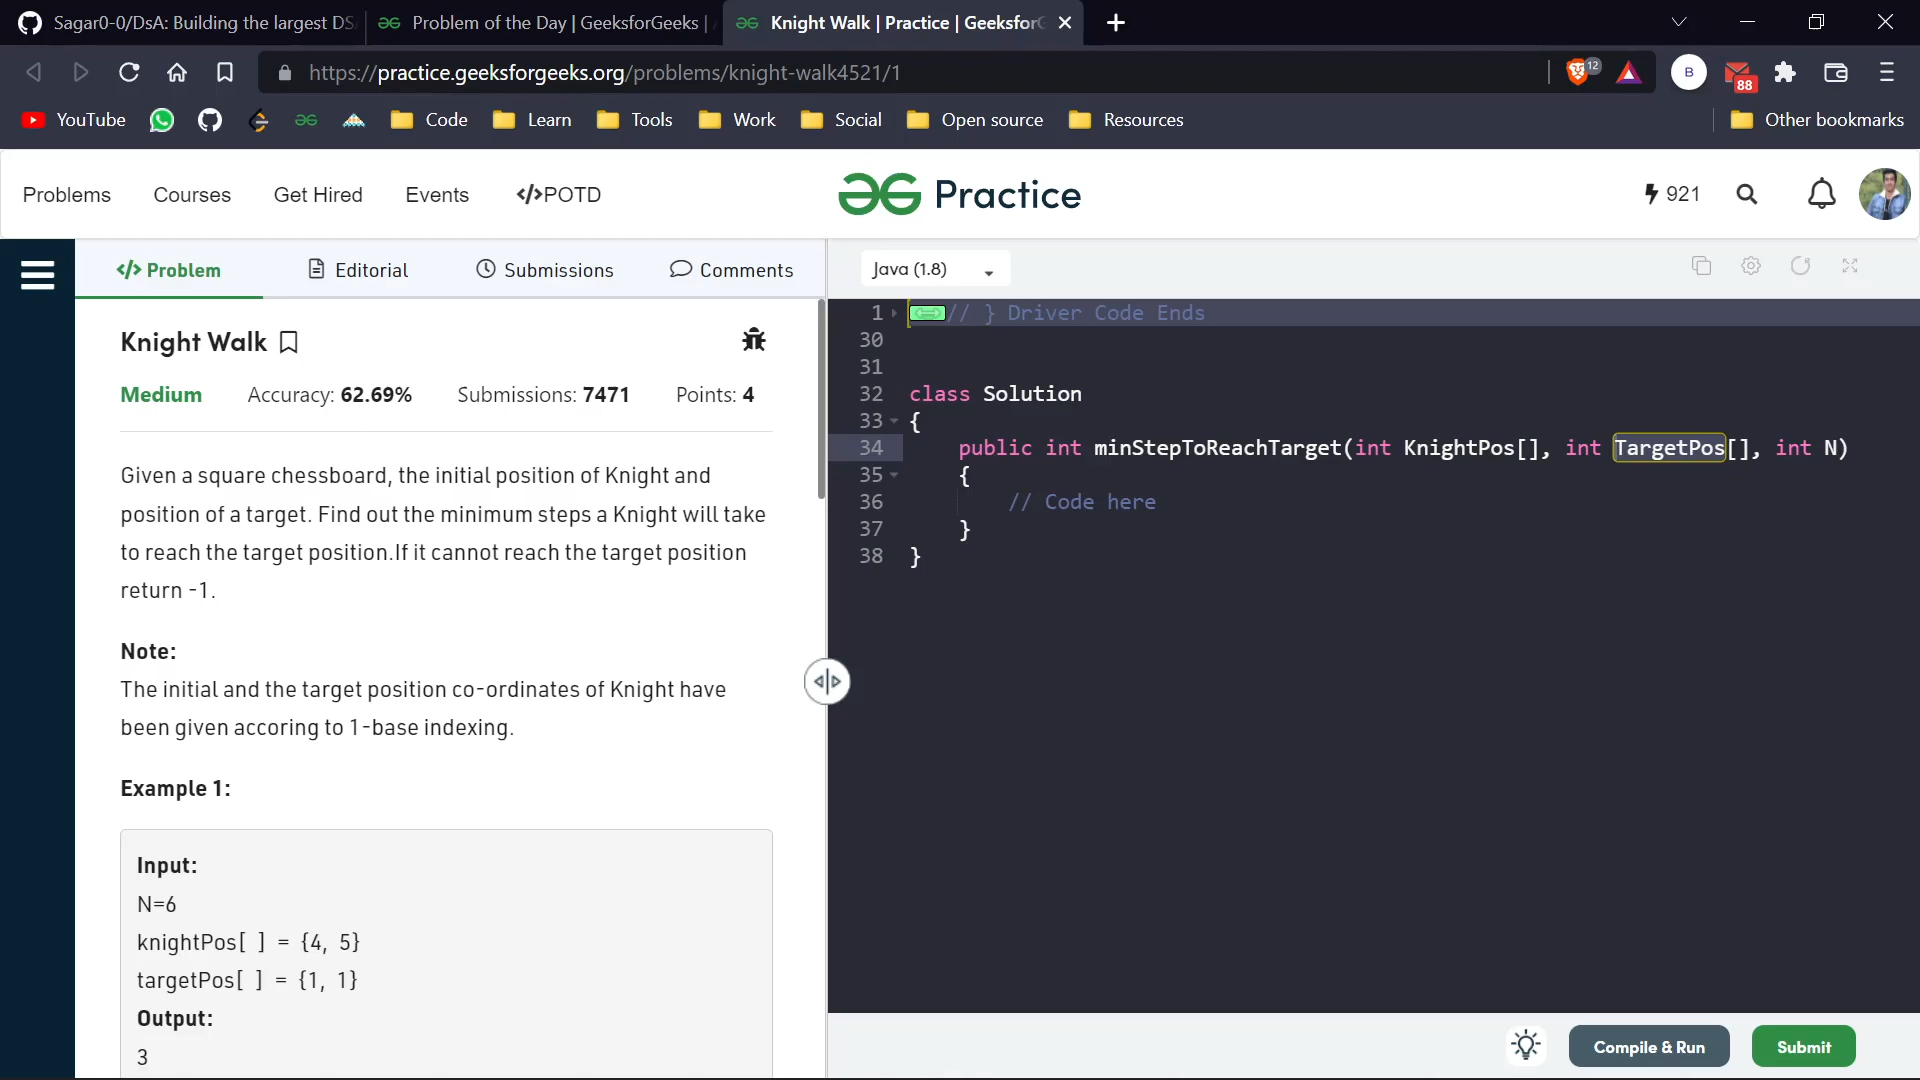 Sagar0-0/DsA: Building the largest DS
Problem of the Day | GeeksforGeeks |
Knight Walk | Practice | GeeksforG
https://practice.geeksforgeeks.org/problems/knight-walk4521/1
12
B
88
YouTube
Code
Learn
Tools
Work
Social
Open source
Resources
Other bookmarks
Problems
Courses
Get Hired
Events
</>POTD
Practice
921
</> Problem
Editorial
Submissions
Comments
Java (1.8)
Knight Walk
Medium Accuracy: 62.69% Submissions: 7471 Points: 4
Given a square chessboard, the initial position of Knight and
position of a target. Find out the minimum steps a Knight will take
to reach the target position.If it cannot reach the target position
return -1.
Note:
The initial and the target position co-ordinates of Knight have
been given accoring to 1-base indexing.
Example 1:
Input:
N=6
knightPos[ ] = {4, 5}
targetPos[ ] = {1, 1}
Output:
3
1 // } Driver Code Ends
30
31
32 class Solution
33 {
34 public int minStepToReachTarget(int KnightPos[], int TargetPos[], int N)
35 {
36 // Code here
37 }
38 }
Compile & Run
Submit